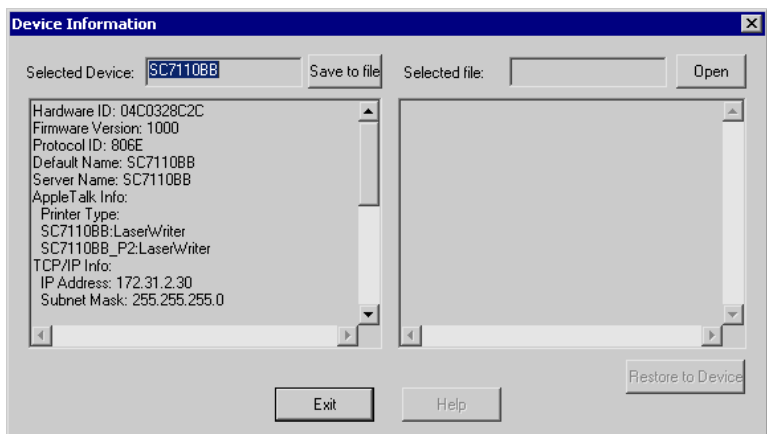 Device Information
Selected Device: SC7110BB Save to file Selected file: Open
Hardware ID: 04C0328C2C
Firmware Version: 1000
Protocol ID: 806E
Default Name: SC7110BB
Server Name: SC7110BB
AppleTalk Info:
Printer Type:
SC7110BB:LaserWriter
SC7110BB_P2:LaserWriter
TCP/IP Info:
IP Address: 172.31.2.30
Subnet Mask: 255.255.255.0
Restore to Device
Exit Help